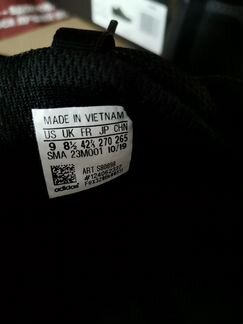 MADE IN VIETNAM
US UK FR JP CHN
9 8½ 42⅔ 270 265
SMA 23M001 10/19
ART S80698
adidas